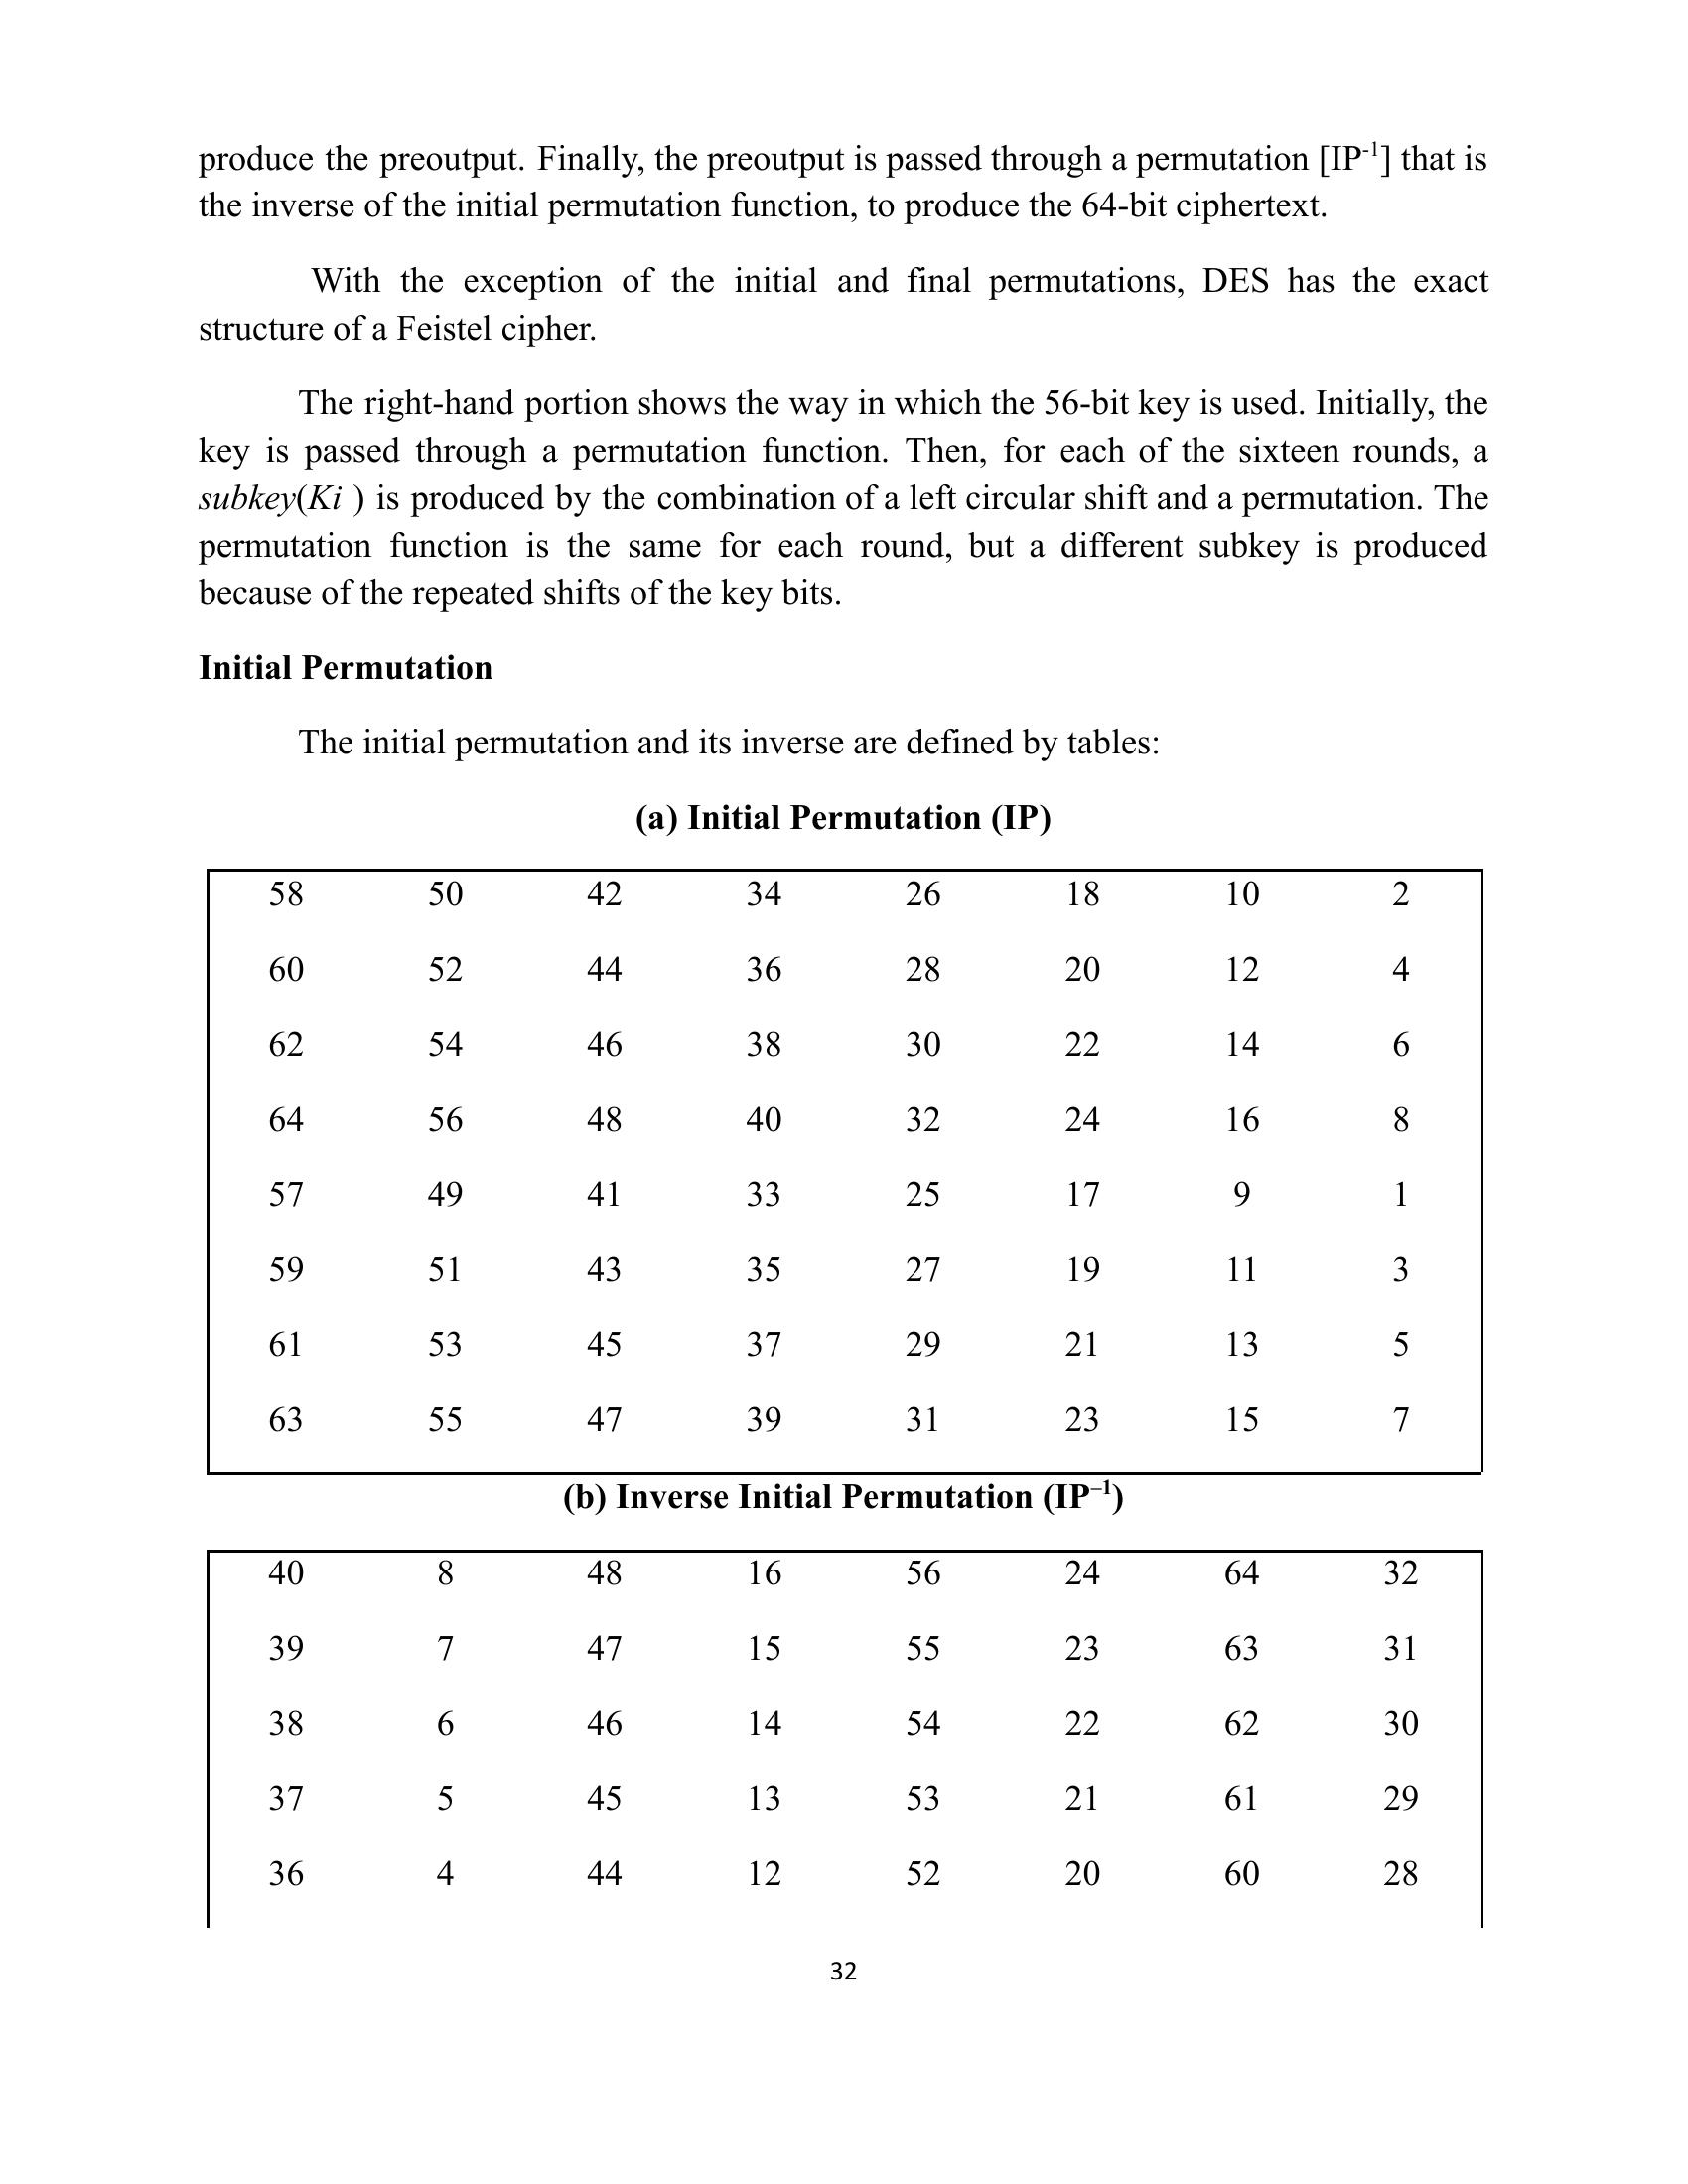 produce the preoutput. Finally, the preoutput is passed through a permutation [IP-1] that is
the inverse of the initial permutation function, to produce the 64-bit ciphertext.
With the exception of the initial and final permutations, DES has the exact
structure of a Feistel cipher.
The right-hand portion shows the way in which the 56-bit key is used. Initially, the
key is passed through a permutation function. Then, for each of the sixteen rounds, a
subkey(Ki ) is produced by the combination of a left circular shift and a permutation. The
permutation function is the same for each round, but a different subkey is produced
because of the repeated shifts of the key bits.
Initial Permutation
The initial permutation and its inverse are defined by tables:
(a) Initial Permutation (IP)
58 50 42 34 26 18 10 2
60 52 44 36 28 20 12 4
62 54 46 38 30 22 14 6
64 56 48 40 32 24 16 8
57 49 41 33 25 17 9 1
59 51 43 35 27 19 11 3
61 53 45 37 29 21 13 5
63 55 47 39 31 23 15 7
(b) Inverse Initial Permutation (IP–1)
40 8 48 16 56 24 64 32
39 7 47 15 55 23 63 31
38 6 46 14 54 22 62 30
37 5 45 13 53 21 61 29
36 4 44 12 52 20 60 28
32